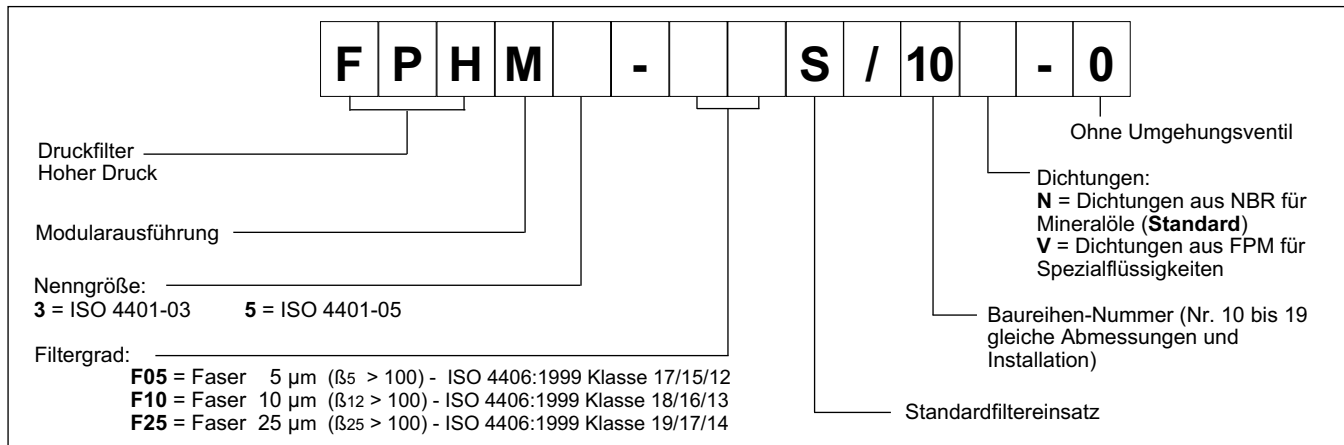 F P H M - S / 10 - 0
Druckfilter
Hoher Druck
Modularausführung
Nenngröße:
3 = ISO 4401-03 5 = ISO 4401-05
Filtergrad:
F05 = Faser 5 µm (ß5 > 100) - ISO 4406:1999 Klasse 17/15/12
F10 = Faser 10 µm (ß12 > 100) - ISO 4406:1999 Klasse 18/16/13
F25 = Faser 25 µm (ß25 > 100) - ISO 4406:1999 Klasse 19/17/14
Ohne Umgehungsventil
Dichtungen:
N = Dichtungen aus NBR für
Mineralöle (Standard)
V = Dichtungen aus FPM für
Spezialflüssigkeiten
Baureihen-Nummer (Nr. 10 bis 19
gleiche Abmessungen und
Installation)
Standardfiltereinsatz